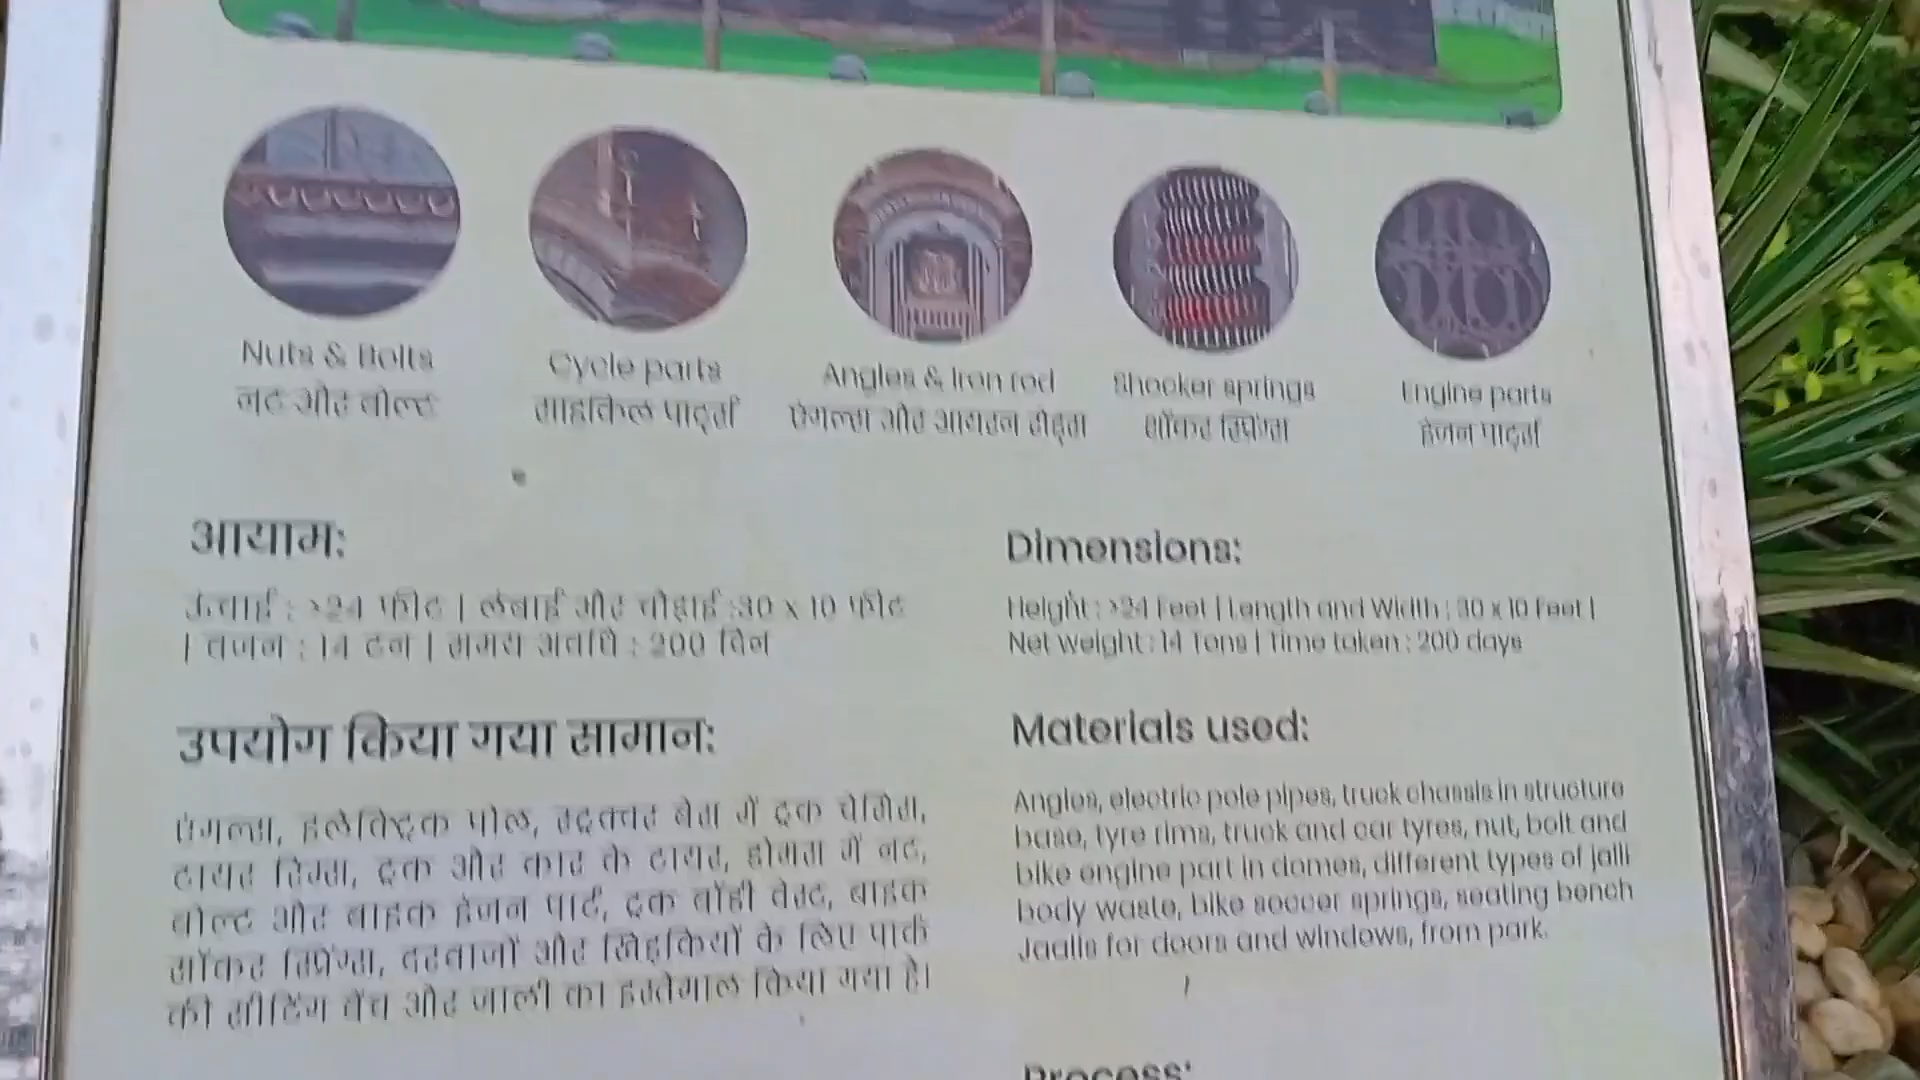 Nuts & Bolts
नट और बोल्ट
Cycle parts
साइकिल पार्ट्स
Angles & Iron rod
एंगल्स और आयरन रॉड्स
Shocker springs
शॉकर स्प्रिंग्स
Engine parts
इंजन पार्ट्स
आयाम:
ऊंचाई : >24 फीट | लंबाई और चौड़ाई :30 x 10 फीट
| वजन : 14 टन | समय अवधि : 200 दिन
उपयोग किया गया सामान:
एंगल्स, इलेक्ट्रिक पोल, स्ट्रक्चर बेस में ट्रक चेसिस,
टायर रिम्स, ट्रक और कार के टायर, डोमस में नट,
बोल्ट और बाइक इंजन पार्ट, ट्रक बॉडी वेस्ट, बाइक
शॉकर स्प्रिंग्स, दरवाजों और खिड़कियों के लिए पार्क
की सीटिंग बेंच और जाली का इस्तेमाल किया गया है।
Dimensions:
Height : >24 Feet | Length and Width : 30 x 10 Feet |
Net weight : 14 Tons | Time taken : 200 days
Materials used:
Angles, electric pole pipes, truck chassis in structure
base, tyre rims, truck and car tyres, nut, bolt and
bike engine part in domes, different types of jalli
body waste, bike soccer springs, seating bench
Jaalis for doors and windows, from park.
Process: